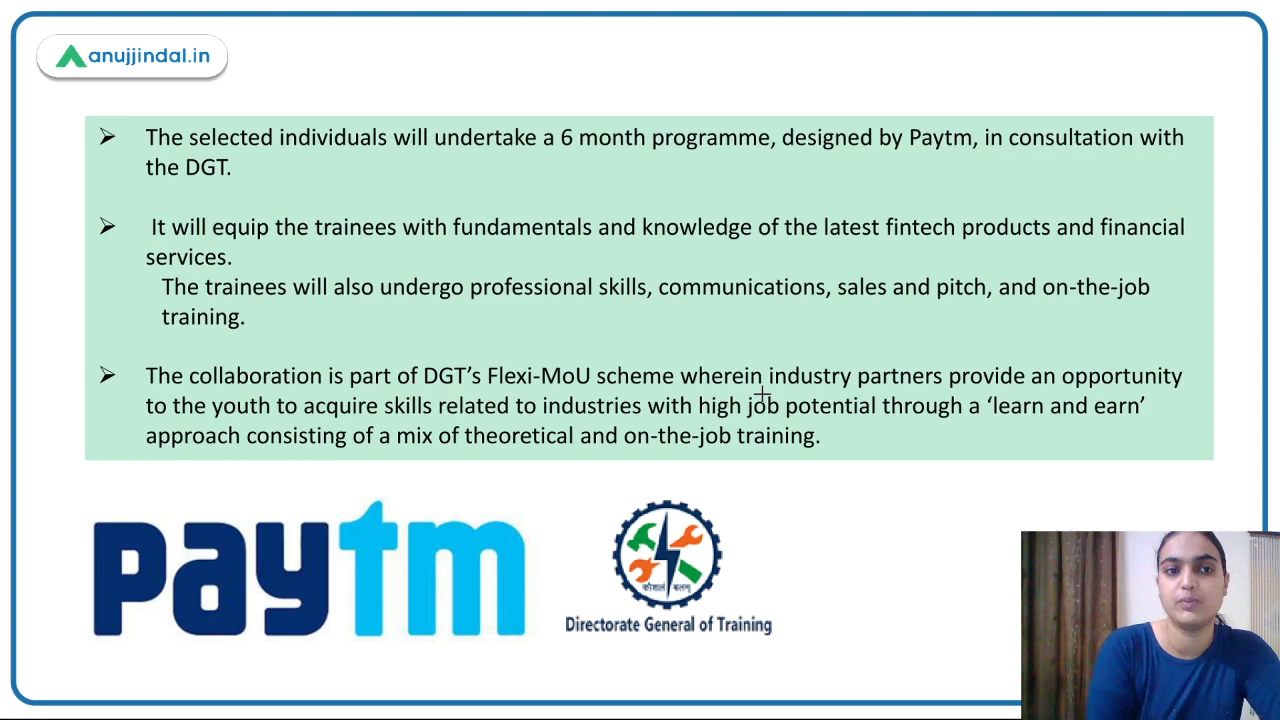 anujjindal.in
➢ The selected individuals will undertake a 6 month programme, designed by Paytm, in consultation with
the DGT.
➢ It will equip the trainees with fundamentals and knowledge of the latest fintech products and financial
services.
The trainees will also undergo professional skills, communications, sales and pitch, and on-the-job
training.
➢ The collaboration is part of DGT’s Flexi-MoU scheme wherein industry partners provide an opportunity
to the youth to acquire skills related to industries with high job potential through a ‘learn and earn’
approach consisting of a mix of theoretical and on-the-job training.
paytm
कौशलं बलम्
Directorate General of Training